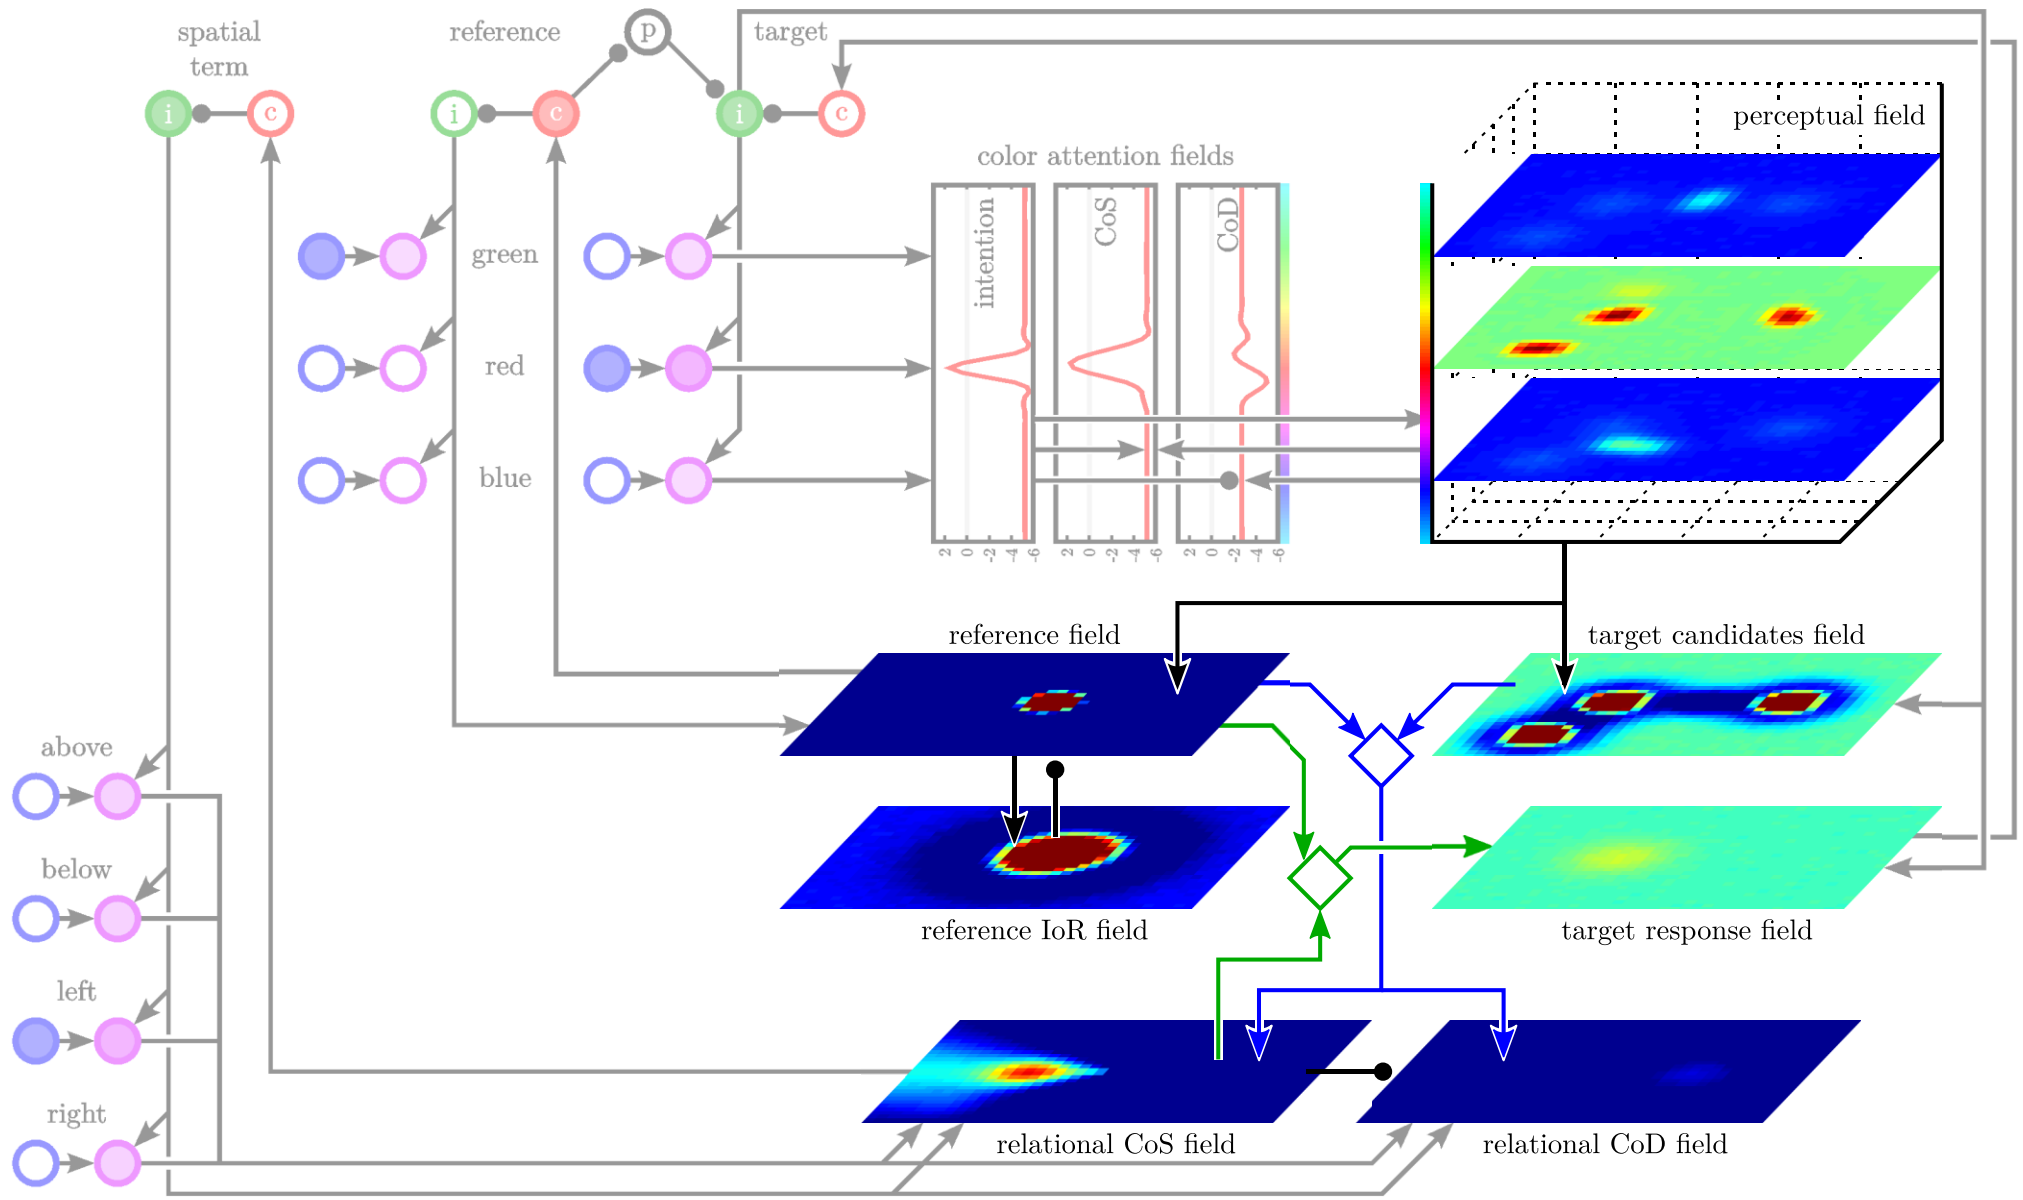 spatial
term
reference
p
target
i
c
i
c
i
c
perceptual field
color attention fields
intention
CoS
CoD
green
red
blue
2 0 -2 -4 -6
2 0 -2 -4 -6
2 0 -2 -4 -6
reference field
target candidates field
above
below
reference IoR field
target response field
left
right
relational CoS field
relational CoD field